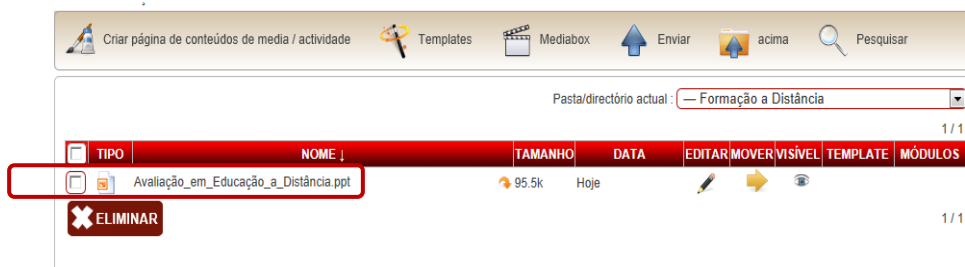 Criar página de conteúdos de media / actividade Templates Mediabox Enviar acima Pesquisar
Pasta/directório actual : — Formação a Distância
1 / 1
TIPO NOME ↓ TAMANHO DATA EDITAR MOVER VISÍVEL TEMPLATE MÓDULOS
Avaliação_em_Educação_a_Distância.ppt 95.5k Hoje
ELIMINAR 1 / 1